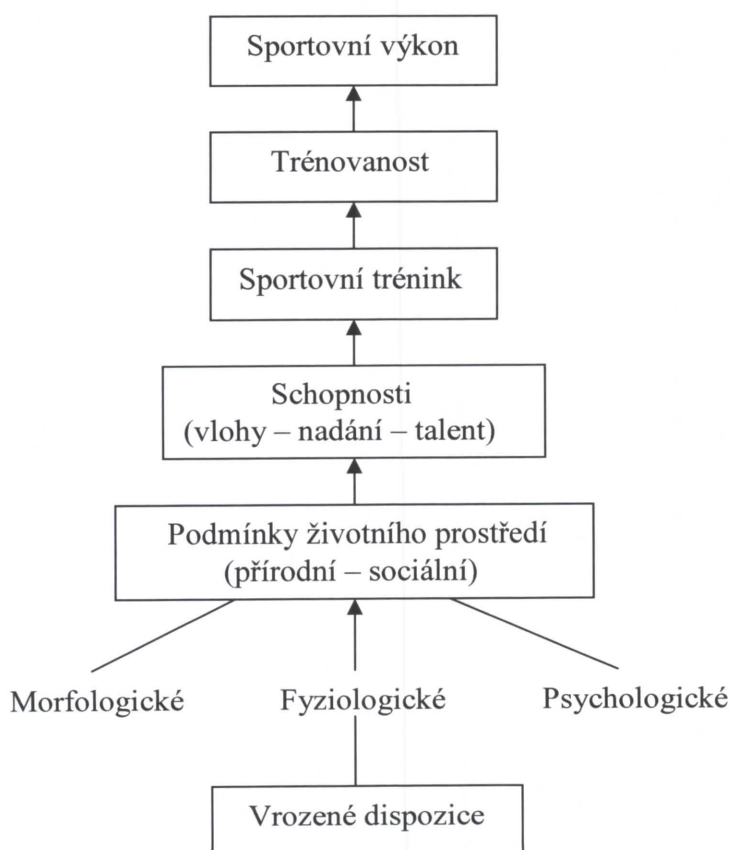 Sportovní výkon
Trénovanost
Sportovní trénink
Schopnosti
(vlohy – nadání – talent)
Podmínky životního prostředí
(přírodní – sociální)
Morfologické Fyziologické Psychologické
Vrozené dispozice